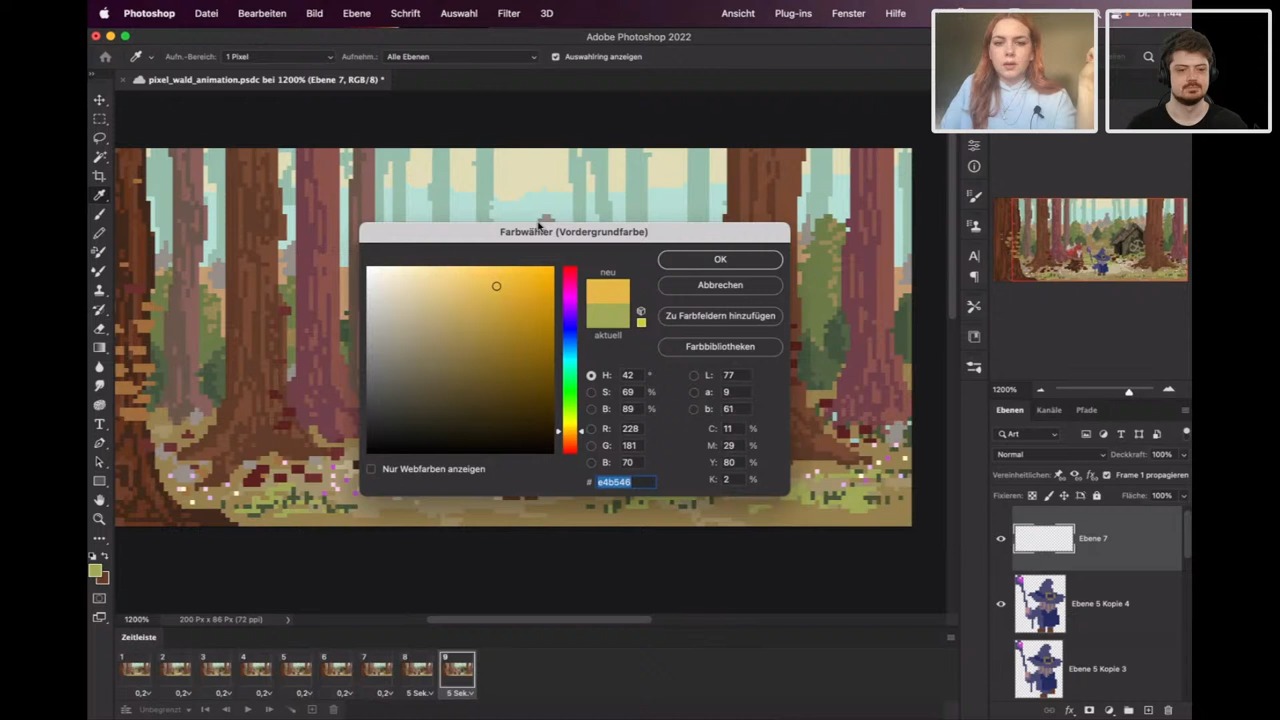 Photoshop Datei Bearbeiten Bild Ebene Schrift Auswahl Filter 3D Ansicht Plug-ins Fenster Hilfe
Adobe Photoshop 2022
Aufn.-Bereich: 1 Pixel Aufnehm.: Alle Ebenen Auswahlring anzeigen
pixel_wald_animation.psdc bei 1200% (Ebene 7, RGB/8) *
Farbwähler (Vordergrundfarbe)
OK
neu
Abbrechen
Zu Farbfeldern hinzufügen
aktuell
Farbbibliotheken
H: 42 ° L: 77
S: 69 % a: 9
B: 89 % b: 61
R: 228 C: 11 %
G: 181 M: 29 %
B: 70 Y: 80 %
Nur Webfarben anzeigen
# e4b546 K: 2 %
1200%
Ebenen Kanäle Pfade
Art
Normal Deckkraft: 100%
Vereinheitlichen: Frame 1 propagieren
Fixieren: Fläche: 100%
Ebene 7
Ebene 5 Kopie 4
Ebene 5 Kopie 3
1200% 200 Px x 86 Px (72 ppi)
Zeitleiste
1 2 3 4 5 6 7 8 9
0,2 0,2 0,2 0,2 0,2 0,2 0,2 5 Sek. 5 Sek.
Unbegrenzt